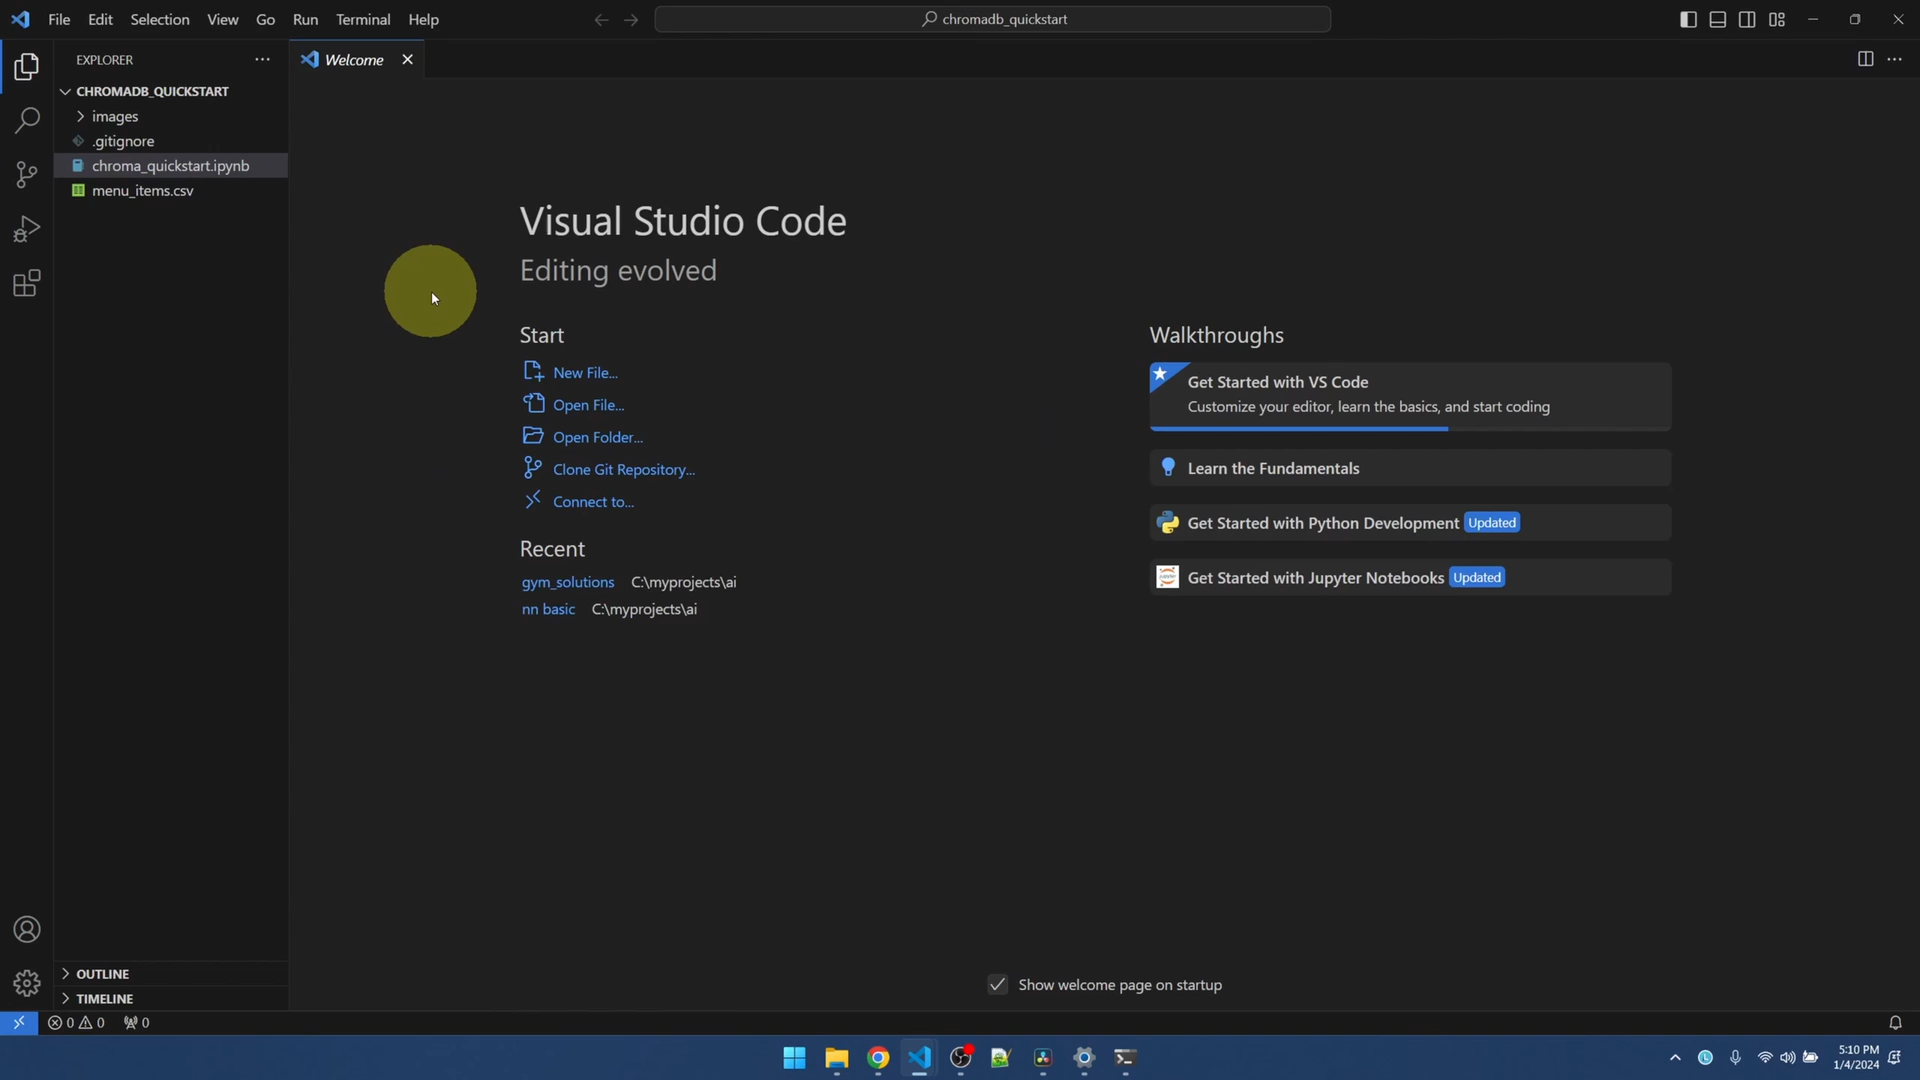 File Edit Selection View Go Run Terminal Help
chromadb_quickstart
EXPLORER
Welcome
CHROMADB_QUICKSTART
images
.gitignore
chroma_quickstart.ipynb
menu_items.csv
Visual Studio Code
Editing evolved
Start
New File...
Open File...
Open Folder...
Clone Git Repository...
Connect to...
Recent
gym_solutions C:\myprojects\ai
nn basic C:\myprojects\ai
Walkthroughs
Get Started with VS Code
Customize your editor, learn the basics, and start coding
Learn the Fundamentals
Get Started with Python Development Updated
Get Started with Jupyter Notebooks Updated
Show welcome page on startup
OUTLINE
TIMELINE
0 0 0
5:10 PM
1/4/2024